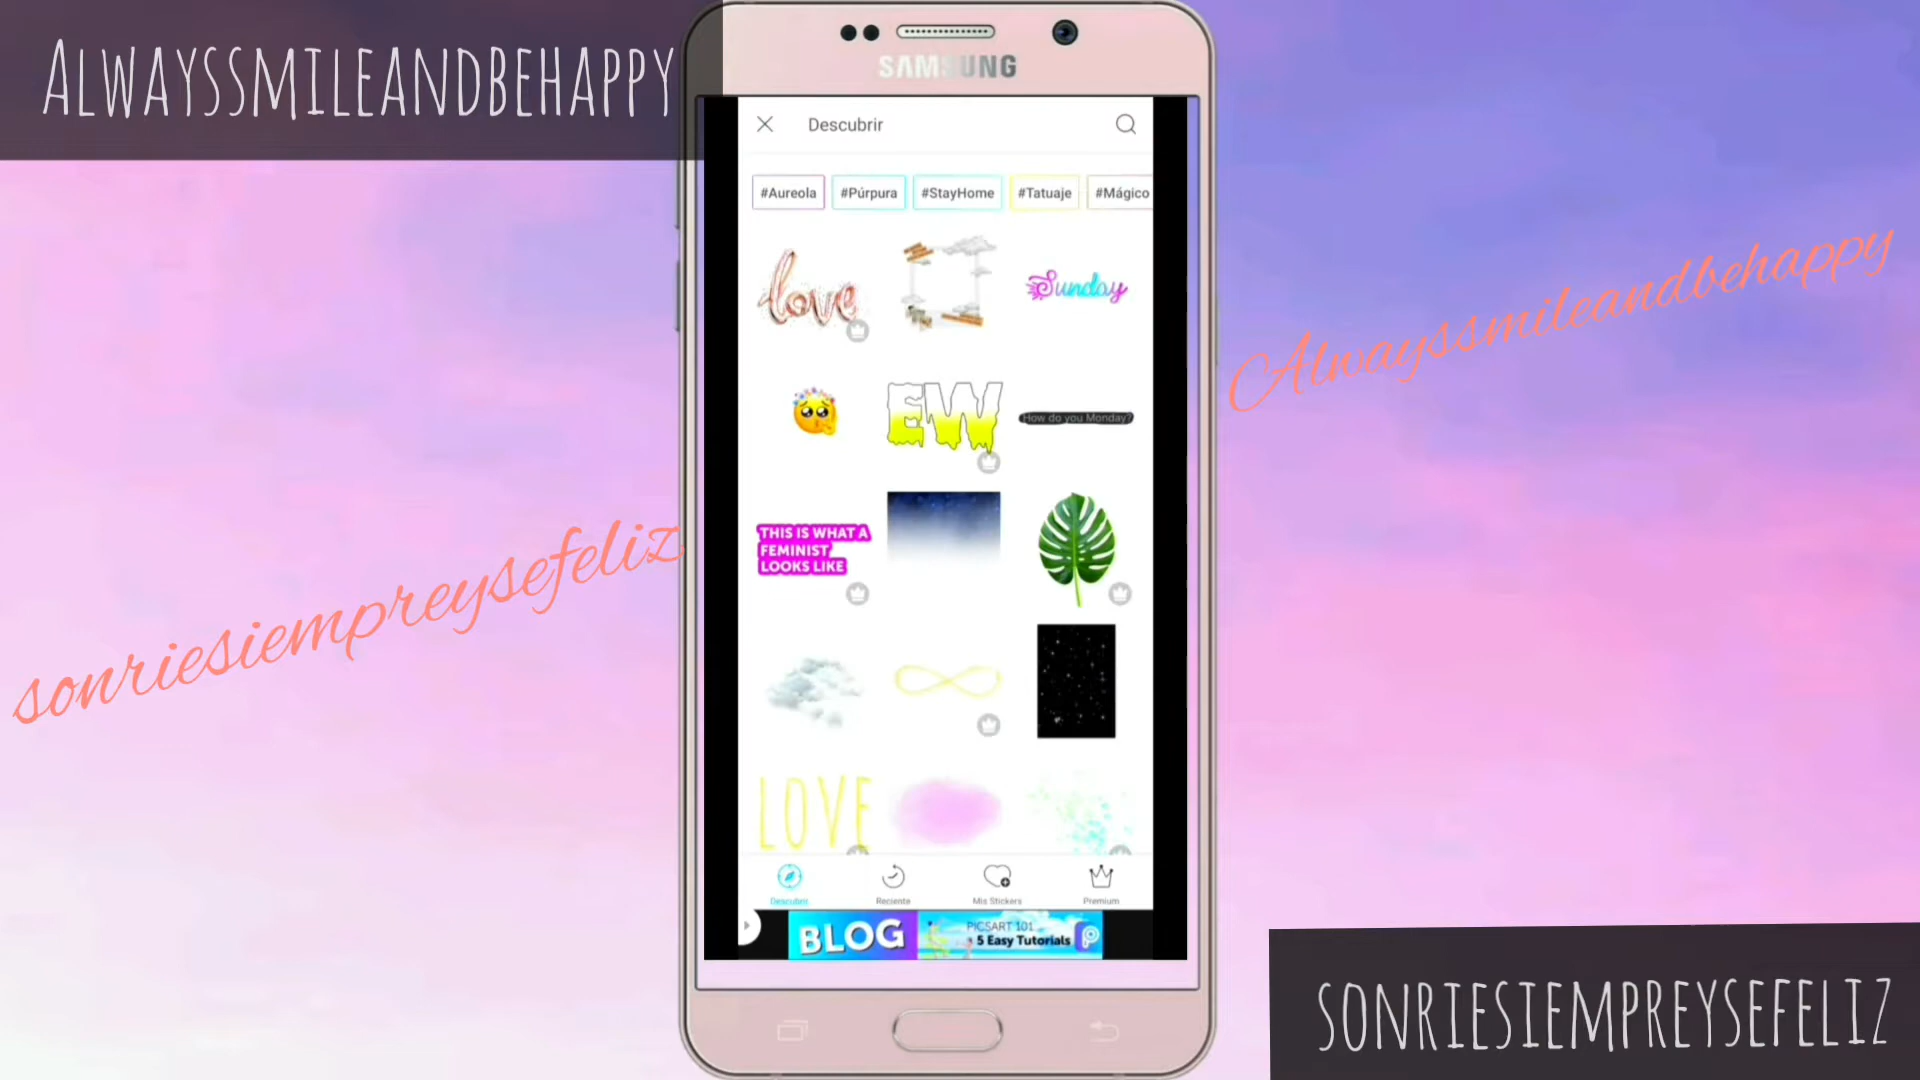 Alwayssmileandbehappy
SAMSUNG
Descubrir
#Aureola #Púrpura #StayHome #Tatuaje #Mágico
love
Sunday
EW
How do you Monday?
THIS IS WHAT A
FEMINIST
LOOKS LIKE
LOVE
Descubrir Reciente Mis Stickers Premium
BLOG
PICSART 101
5 Easy Tutorials
Alwayssmileandbehappy
sonriesiempreysefeliz
sonriesiempreysefeliz